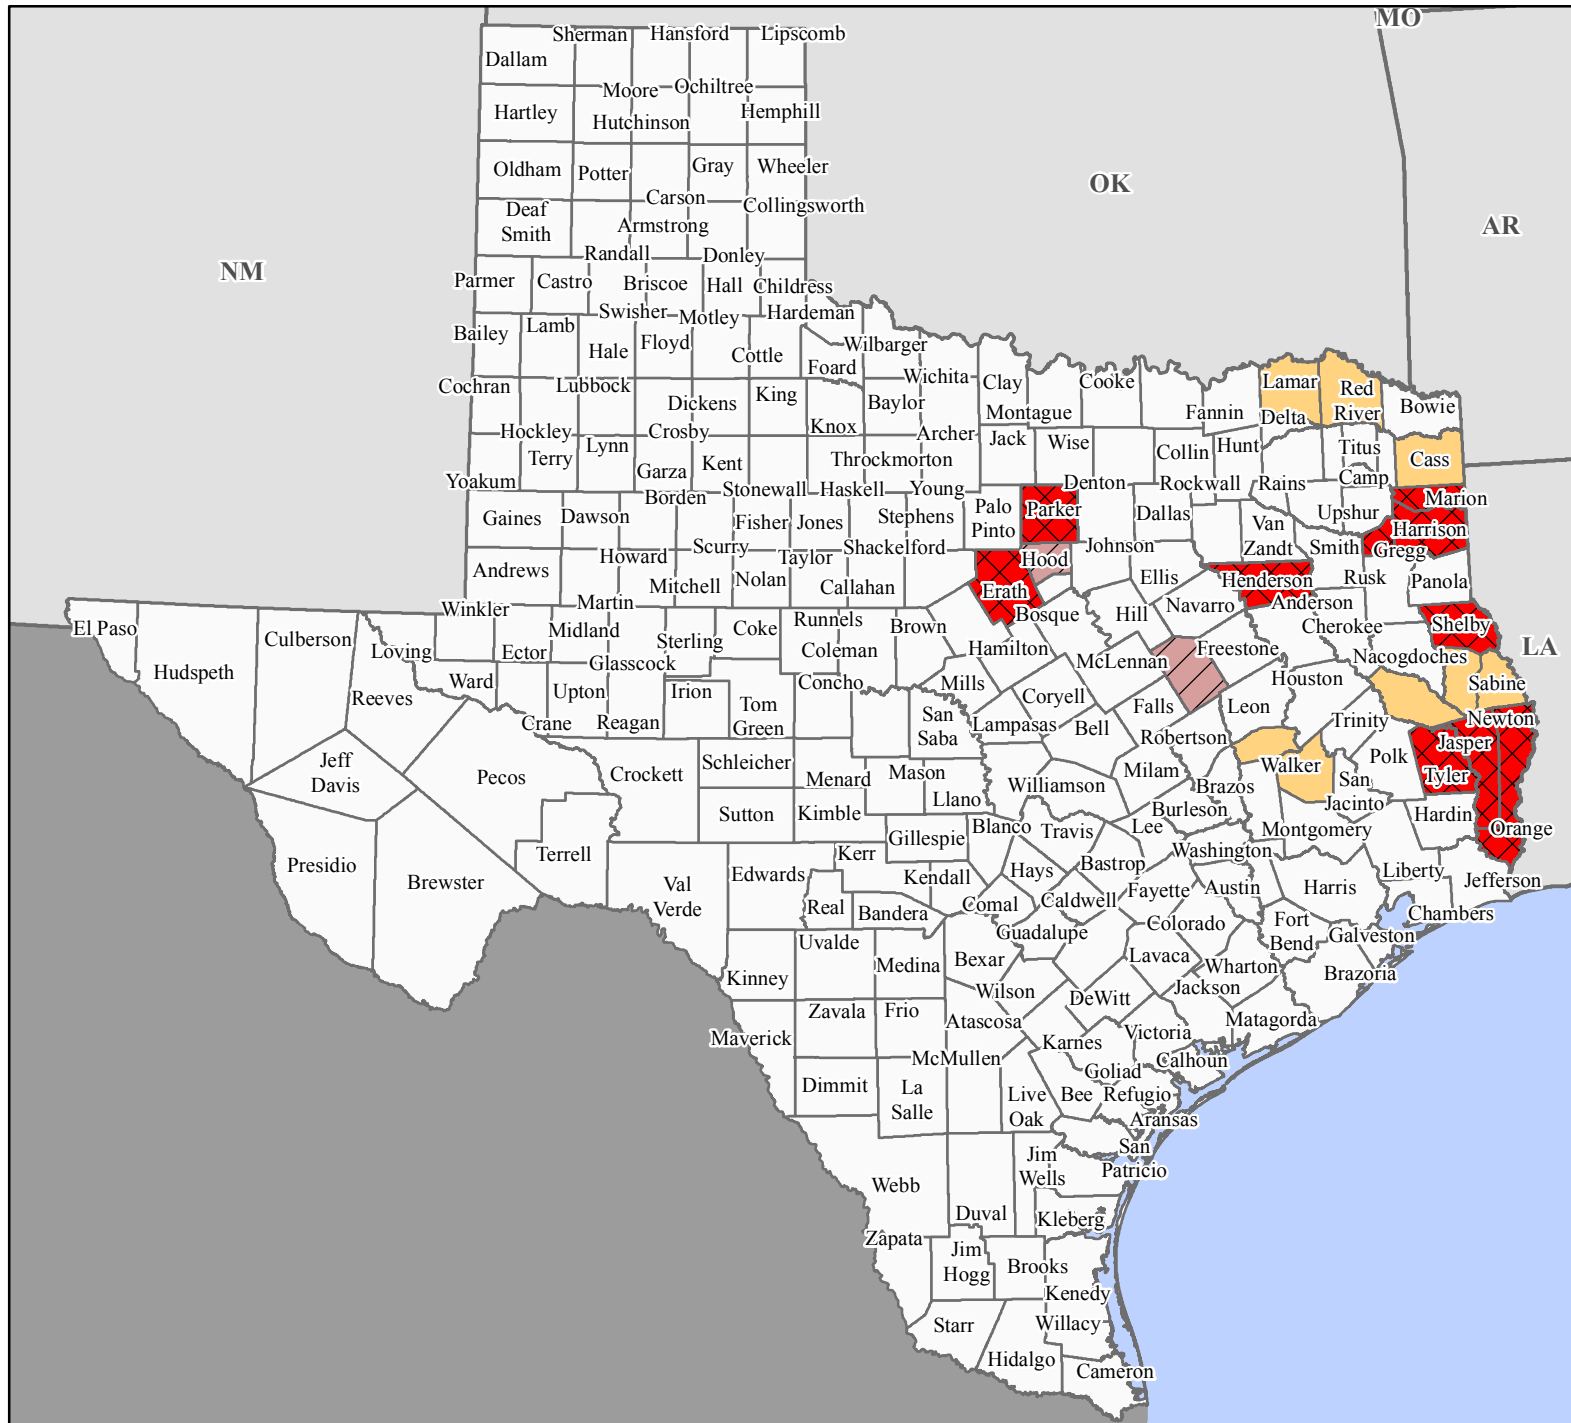 MO
Sherman
Hansford
Lipscomb
Dallam
Moore
Ochiltree
Hartley
Hutchinson
Hemphill
Oldham
Potter
Gray
Wheeler
OK
Carson
Collingsworth
Deaf
Smith
Armstrong
AR
Randall
Donley
NM
Parmer
Castro
Briscoe
Hall
Childress
Swisher
Motley
Hardeman
Bailey
Lamb
Hale
Floyd
Cottle
Wilbarger
Foard
Cochran
Lubbock
Wichita
Clay
Cooke
Lamar
Red
River
Dickens
King
Baylor
Montague
Fannin
Delta
Bowie
Hockley
Crosby
Knox
Archer
Jack
Wise
Collin
Hunt
Titus
Terry
Lynn
Throckmorton
Cass
Yoakum
Garza
Kent
Denton
Rockwall
Rains
Camp
Borden
Stonewall
Haskell
Young
Marion
Gaines
Dawson
Fisher
Jones
Stephens
Palo
Pinto
Parker
Dallas
Upshur
Van
Zandt
Harrison
Howard
Scurry
Taylor
Shackelford
Hood
Johnson
Smith
Gregg
Andrews
Mitchell
Nolan
Callahan
Erath
Ellis
Henderson
Rusk
Panola
Winkler
Martin
Bosque
Hill
Navarro
Anderson
El Paso
Culberson
Midland
Sterling
Coke
Runnels
Brown
Cherokee
Shelby
Hudspeth
Loving
Ector
Glasscock
Coleman
Hamilton
McLennan
Freestone
Nacogdoches
LA
Reeves
Ward
Upton
Irion
Concho
Mills
Coryell
Houston
Sabine
Crane
Reagan
Tom
Green
San
Saba
Lampasas
Bell
Falls
Leon
Trinity
Newton
Robertson
Jasper
Jeff
Davis
Pecos
Crockett
Schleicher
Menard
Mason
Williamson
Milam
Walker
Polk
Tyler
Brazos
San
Jacinto
Sutton
Kimble
Llano
Burleson
Hardin
Gillespie
Blanco
Travis
Lee
Montgomery
Orange
Presidio
Brewster
Terrell
Kerr
Washington
Val
Verde
Edwards
Kendall
Hays
Bastrop
Liberty
Jefferson
Real
Bandera
Comal
Caldwell
Fayette
Austin
Harris
Chambers
Uvalde
Guadalupe
Colorado
Fort
Bend
Galveston
Kinney
Medina
Bexar
Lavaca
Wharton
Brazoria
Wilson
DeWitt
Jackson
Zavala
Frio
Atascosa
Matagorda
Maverick
Karnes
Victoria
McMullen
Calhoun
Dimmit
La
Salle
Goliad
Live
Oak
Bee
Refugio
Aransas
Jim
Wells
San
Patricio
Webb
Duval
Kleberg
Zapata
Jim
Hogg
Brooks
Kenedy
Starr
Willacy
Hidalgo
Cameron